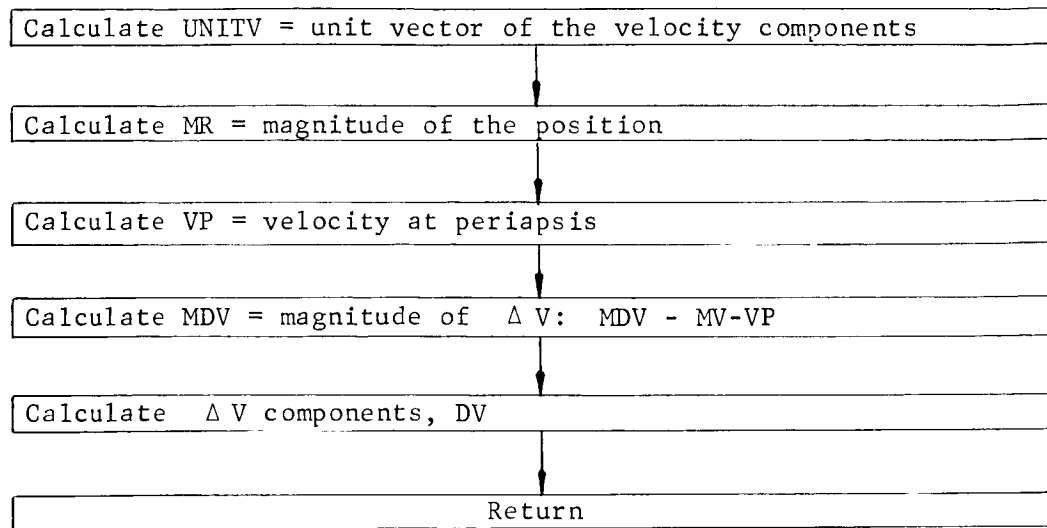 Calculate UNITV = unit vector of the velocity components
Calculate MR = magnitude of the position
Calculate VP = velocity at periapsis
Calculate MDV = magnitude of Δ V: MDV - MV-VP
Calculate Δ V components, DV
Return